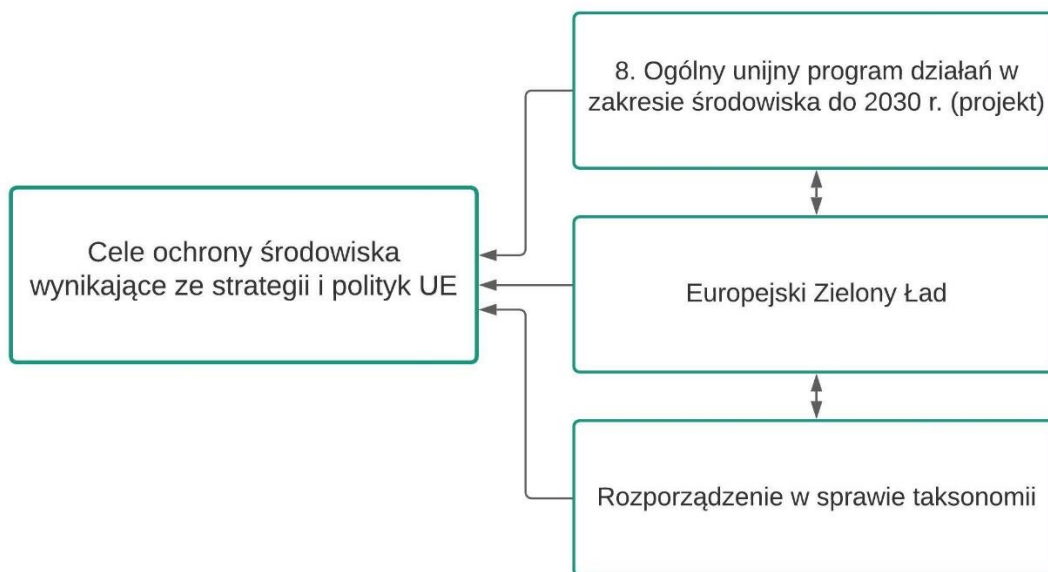 8. Ogólny unijny program działań w
zakresie środowiska do 2030 r. (projekt)
Cele ochrony środowiska
wynikające ze strategii i polityk UE
Europejski Zielony Ład
Rozporządzenie w sprawie taksonomii